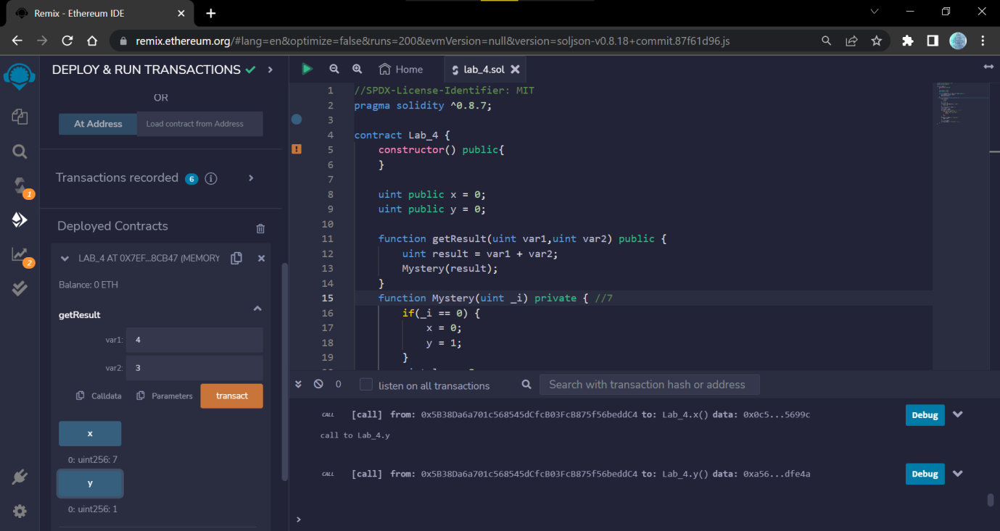 Remix - Ethereum IDE
remix.ethereum.org/#lang=en&optimize=false&runs=200&evmVersion=null&version=soljson-v0.8.18+commit.87f61d96.js
DEPLOY & RUN TRANSACTIONS
OR
At Address Load contract from Address
Transactions recorded 6 i
1
2
Deployed Contracts
LAB_4 AT 0X7EF...8CB47 (MEMORY
Balance: 0 ETH
getResult
var1: 4
var2: 3
Calldata Parameters transact
x
0: uint256: 7
y
0: uint256: 1
Home lab_4.sol
1 //SPDX-License-Identifier: MIT
2 pragma solidity ^0.8.7;
3
4 contract Lab_4 {
5 constructor() public{
6 }
7
8 uint public x = 0;
9 uint public y = 0;
10
11 function getResult(uint var1,uint var2) public {
12 uint result = var1 + var2;
13 Mystery(result);
14 }
15 function Mystery(uint _i) private { //7
16 if(_i == 0) {
17 x = 0;
18 y = 1;
19 }
0 listen on all transactions Search with transaction hash or address
CALL [call] from: 0x5B38Da6a701c568545dCfcB03FcB875f56beddC4 to: Lab_4.x() data: 0x0c5...5699c Debug
call to Lab_4.y
CALL [call] from: 0x5B38Da6a701c568545dCfcB03FcB875f56beddC4 to: Lab_4.y() data: 0xa56...dfe4a Debug
>